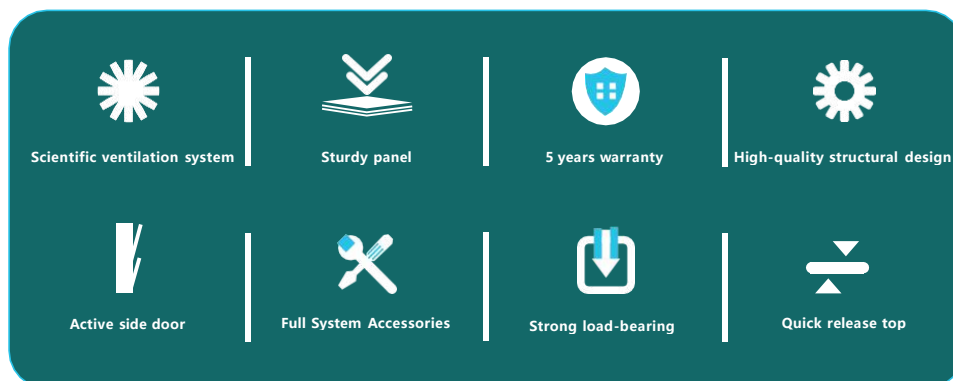 Scientific ventilation system
Sturdy panel
5 years warranty
High-quality structural design
Active side door
Full System Accessories
Strong load-bearing
Quick release top